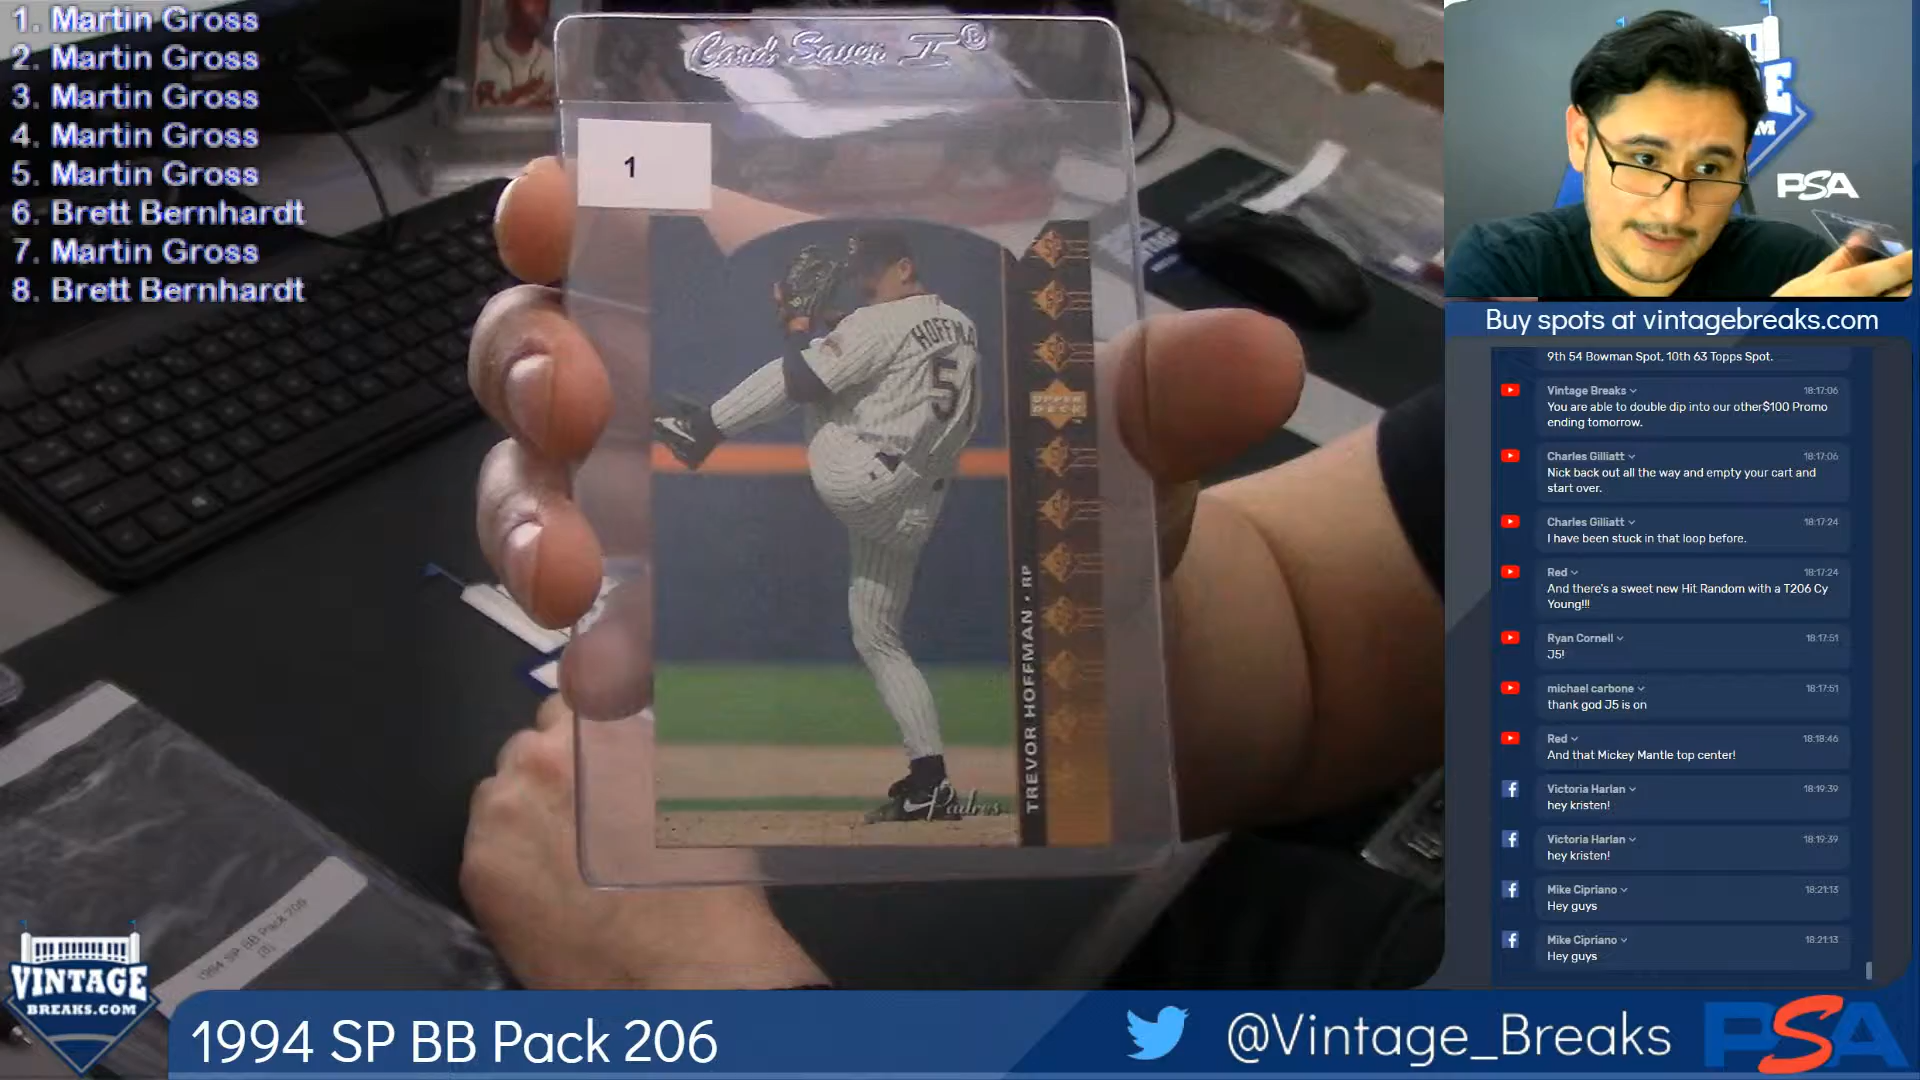 1. Martin Gross
2. Martin Gross
3. Martin Gross
4. Martin Gross
5. Martin Gross
6. Brett Bernhardt
7. Martin Gross
8. Brett Bernhardt
Card Saver I®
1
HOFFMA
5
UPPER
DECK
TREVOR HOFFMAN • RP
Padres
1994 SP BB Pack 206
(8)
VINTAGE
BREAKS.COM
1994 SP BB Pack 206
@Vintage_Breaks
PSA
PSA
Buy spots at vintagebreaks.com
9th 54 Bowman Spot, 10th 63 Topps Spot.
Vintage Breaks 18:17:06
You are able to double dip into our other$100 Promo
ending tomorrow.
Charles Gilliatt 18:17:06
Nick back out all the way and empty your cart and
start over.
Charles Gilliatt 18:17:24
I have been stuck in that loop before.
Red 18:17:24
And there's a sweet new Hit Random with a T206 Cy
Young!!!
Ryan Cornell 18:17:51
J5!
michael carbone 18:17:51
thank god J5 is on
Red 18:18:46
And that Mickey Mantle top center!
Victoria Harlan 18:19:39
hey kristen!
Victoria Harlan 18:19:39
hey kristen!
Mike Cipriano 18:21:13
Hey guys
Mike Cipriano 18:21:13
Hey guys